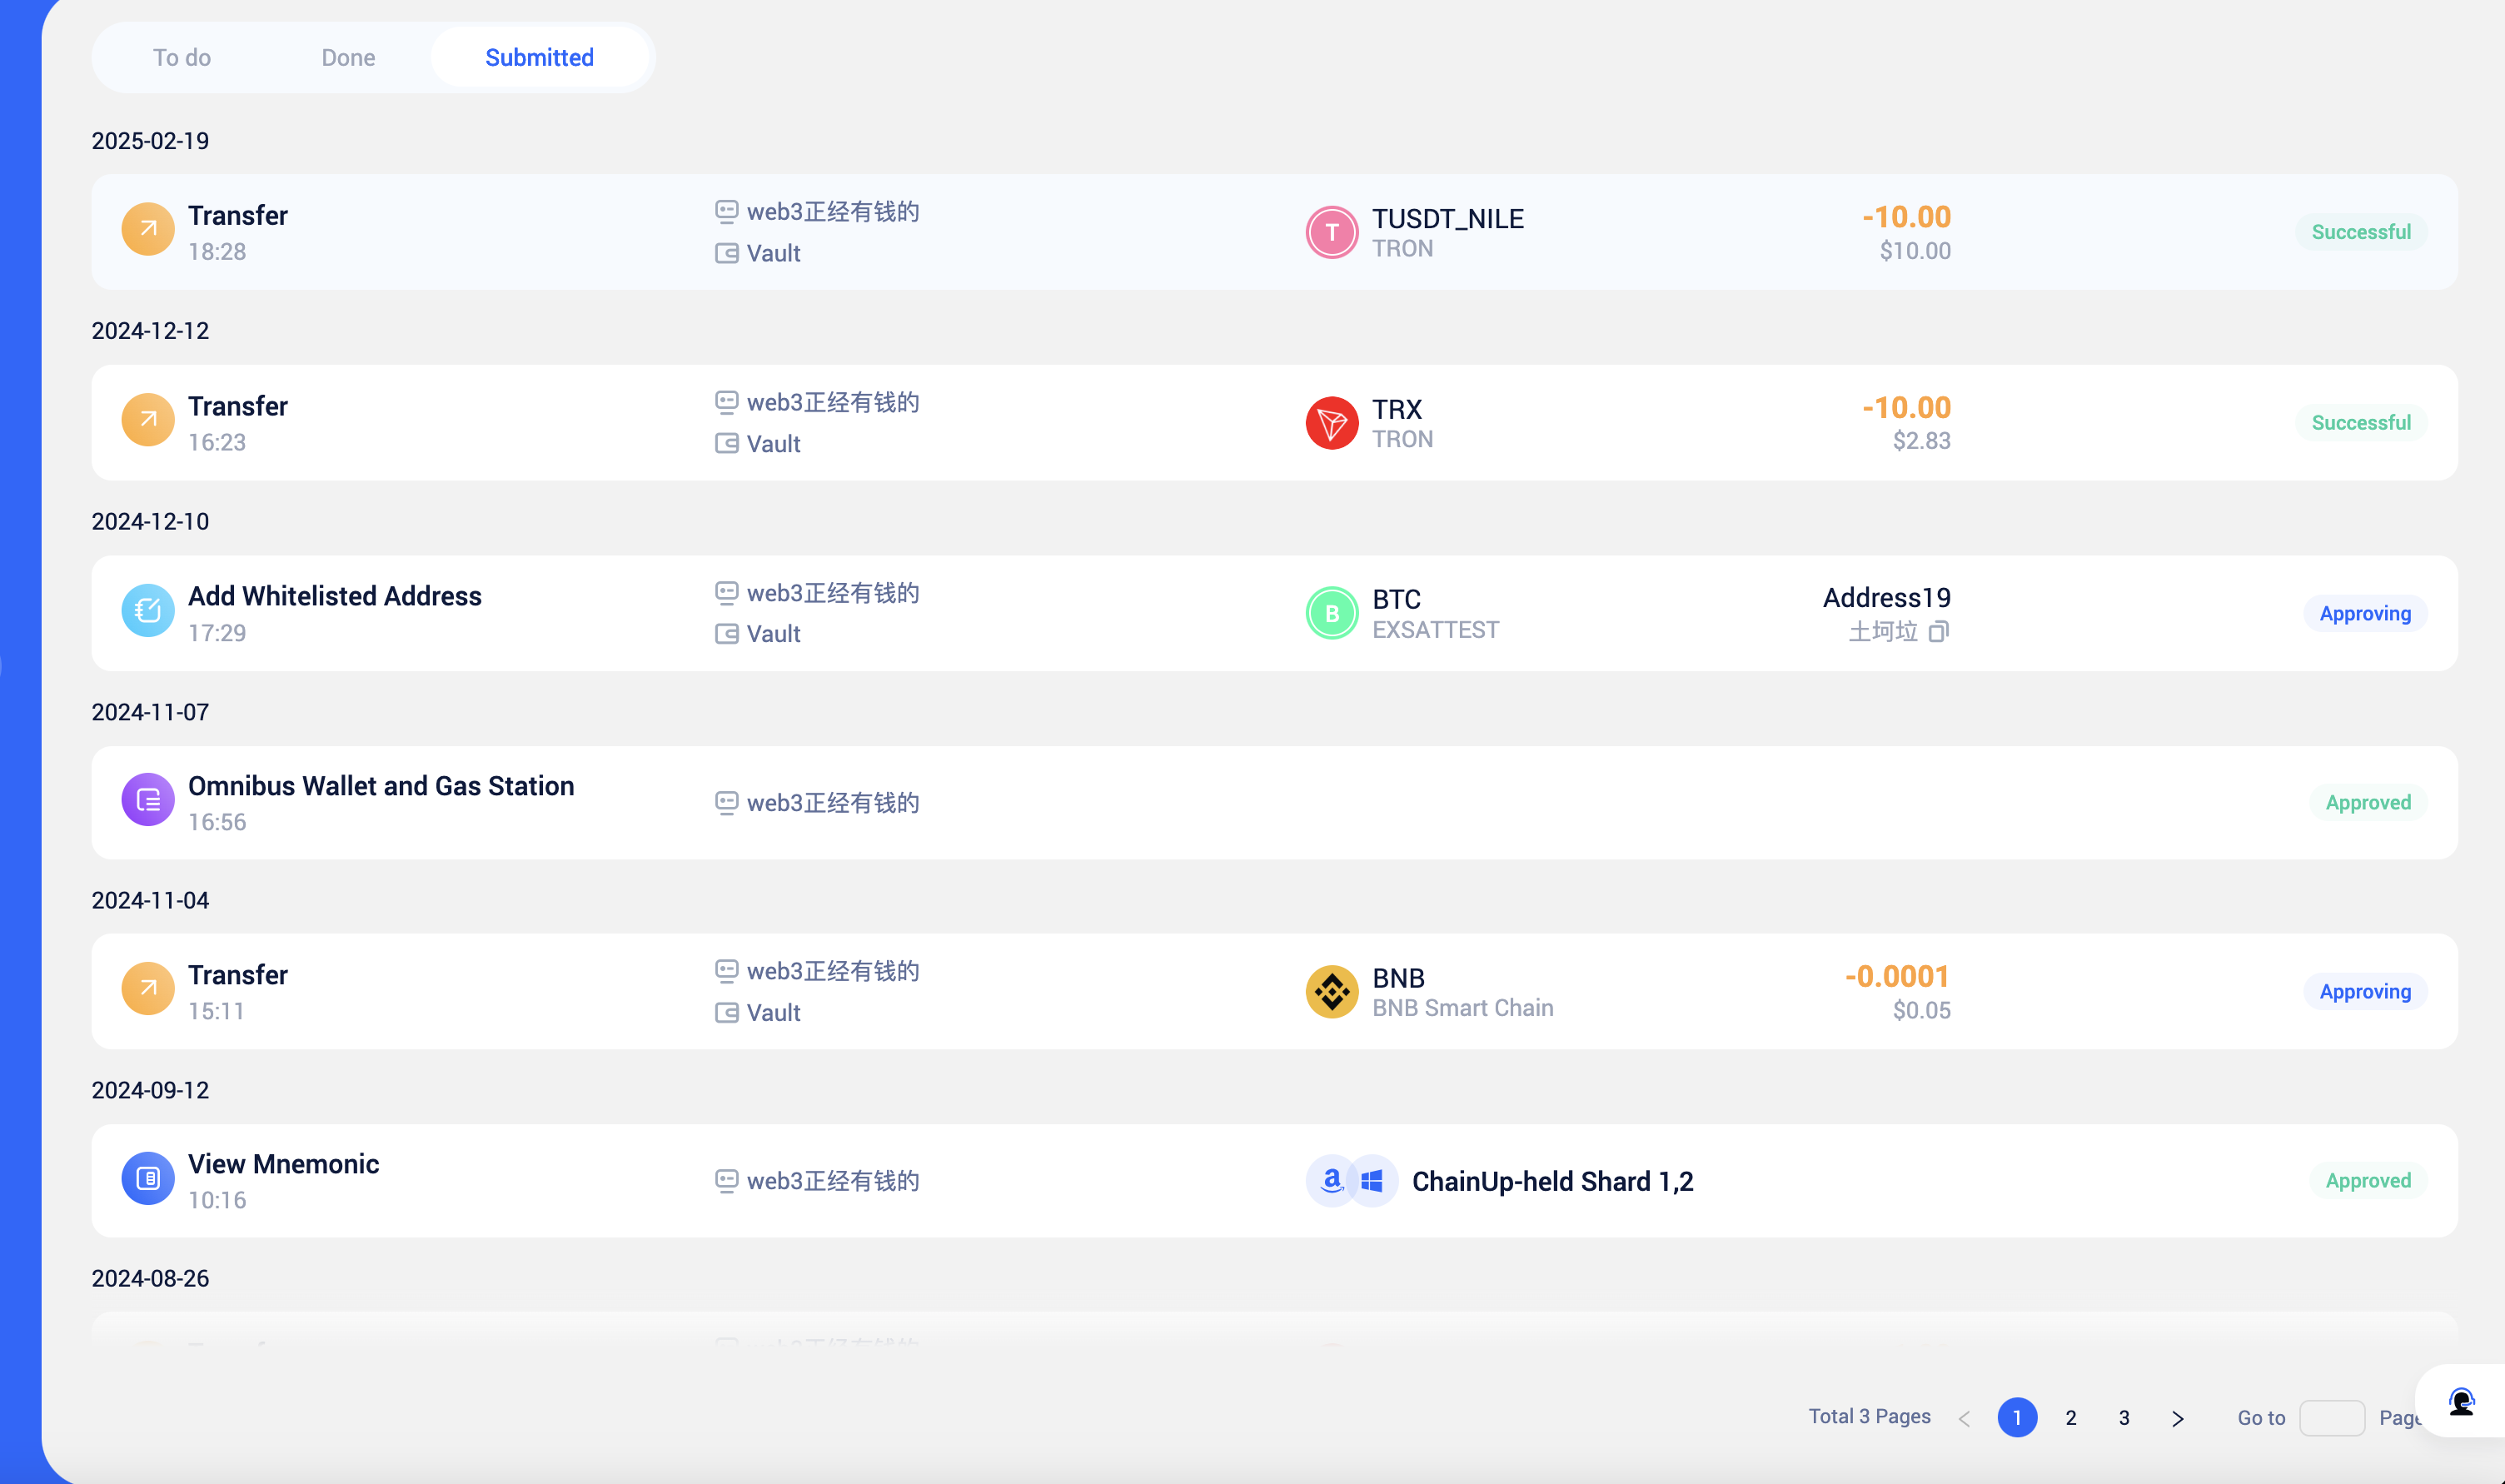 To do Done Submitted
2025-02-19
Transfer
18:28
web3正经有钱的
Vault
T
TUSDT_NILE
TRON
-10.00
$10.00
Successful
2024-12-12
Transfer
16:23
web3正经有钱的
Vault
TRX
TRON
-10.00
$2.83
Successful
2024-12-10
Add Whitelisted Address
17:29
web3正经有钱的
Vault
B
BTC
EXSATTEST
Address19
土坷垃
Approving
2024-11-07
Omnibus Wallet and Gas Station
16:56
web3正经有钱的
Approved
2024-11-04
Transfer
15:11
web3正经有钱的
Vault
BNB
BNB Smart Chain
-0.0001
$0.05
Approving
2024-09-12
View Mnemonic
10:16
web3正经有钱的
a
ChainUp-held Shard 1,2
Approved
2024-08-26
Total 3 Pages < 1 2 3 > Go to Page